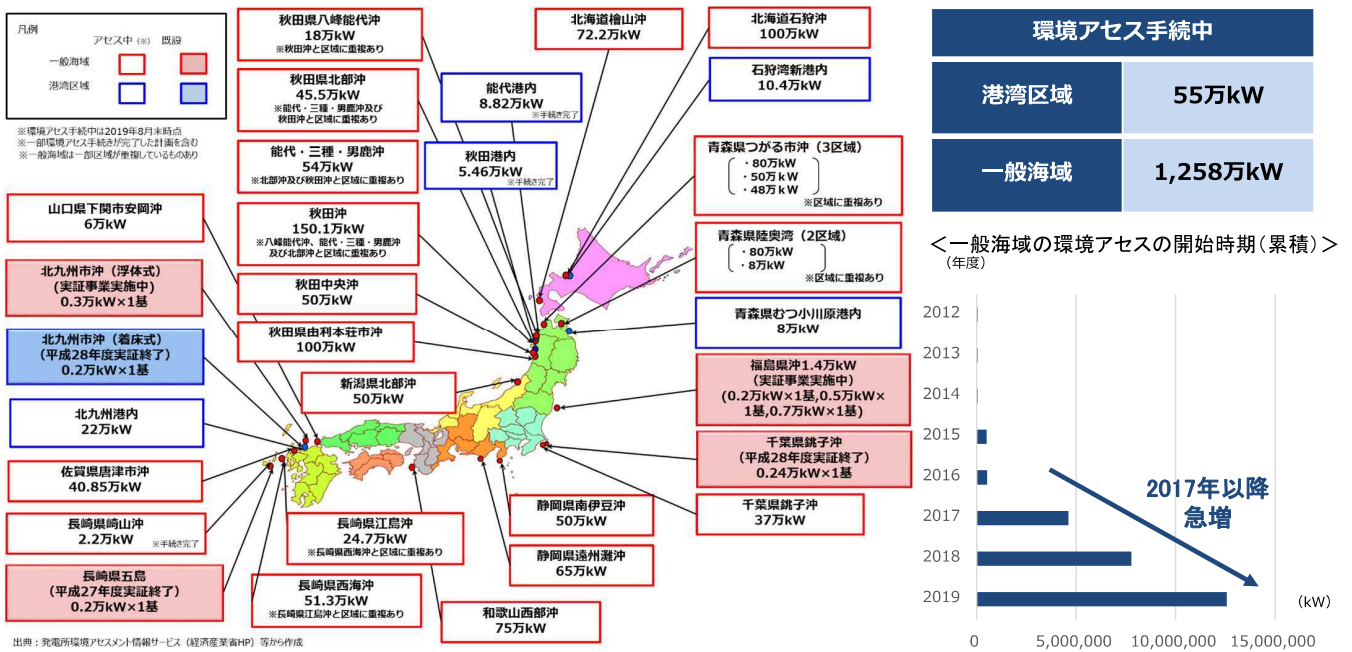 凡例
アセス中（※） 既設
一般海域
港湾区域
※環境アセス手続中は2019年8月末時点
※一部環境アセス手続きが完了した計画を含む
※一般海域は一部区域が重複しているものあり
秋田県八峰能代沖
18万kW
※秋田沖と区域に重複あり
秋田県北部沖
45.5万kW
※能代・三種・男鹿沖及び
秋田沖と区域に重複あり
能代・三種・男鹿沖
54万kW
※北部沖及び秋田沖と区域に重複あり
秋田沖
150.1万kW
※八峰能代沖、能代・三種・男鹿沖
及び北部沖と区域に重複あり
秋田中央沖
50万kW
秋田県由利本荘市沖
100万kW
新潟県北部沖
50万kW
能代港内
8.82万kW
※手続き完了
秋田港内
5.46万kW
※手続き完了
北海道檜山沖
72.2万kW
北海道石狩沖
100万kW
石狩湾新港内
10.4万kW
青森県つがる市沖（3区域）
・80万kW
・50万kW
・48万kW
※区域に重複あり
青森県陸奥湾（2区域）
・80万kW
・8万kW
※区域に重複あり
青森県むつ小川原港内
8万kW
福島県沖1.4万kW
（実証事業実施中）
(0.2万kW×1基,0.5万kW×
1基,0.7万kW×1基)
千葉県銚子沖
（平成28年度実証終了）
0.24万kW×1基
千葉県銚子沖
37万kW
山口県下関市安岡沖
6万kW
北九州市沖（浮体式）
(実証事業実施中)
0.3万kW×1基
北九州市沖（着床式）
（平成28年度実証終了）
0.2万kW×1基
北九州港内
22万kW
佐賀県唐津市沖
40.85万kW
長崎県崎山沖
2.2万kW
※手続き完了
長崎県五島
（平成27年度実証終了）
0.2万kW×1基
長崎県江島沖
24.7万kW
※長崎県西海沖と区域に重複あり
長崎県西海沖
51.3万kW
※長崎県江島沖と区域に重複あり
和歌山西部沖
75万kW
静岡県南伊豆沖
50万kW
静岡県遠州灘沖
65万kW
出典：発電所環境アセスメント情報サービス（経済産業省HP）等から作成
環境アセス手続中
港湾区域 55万kW
一般海域 1,258万kW
＜一般海域の環境アセスの開始時期（累積）＞
（年度）
2012
2013
2014
2015
2016
2017
2018
2019
2017年以降
急増
（kW）
0 5,000,000 10,000,000 15,000,000